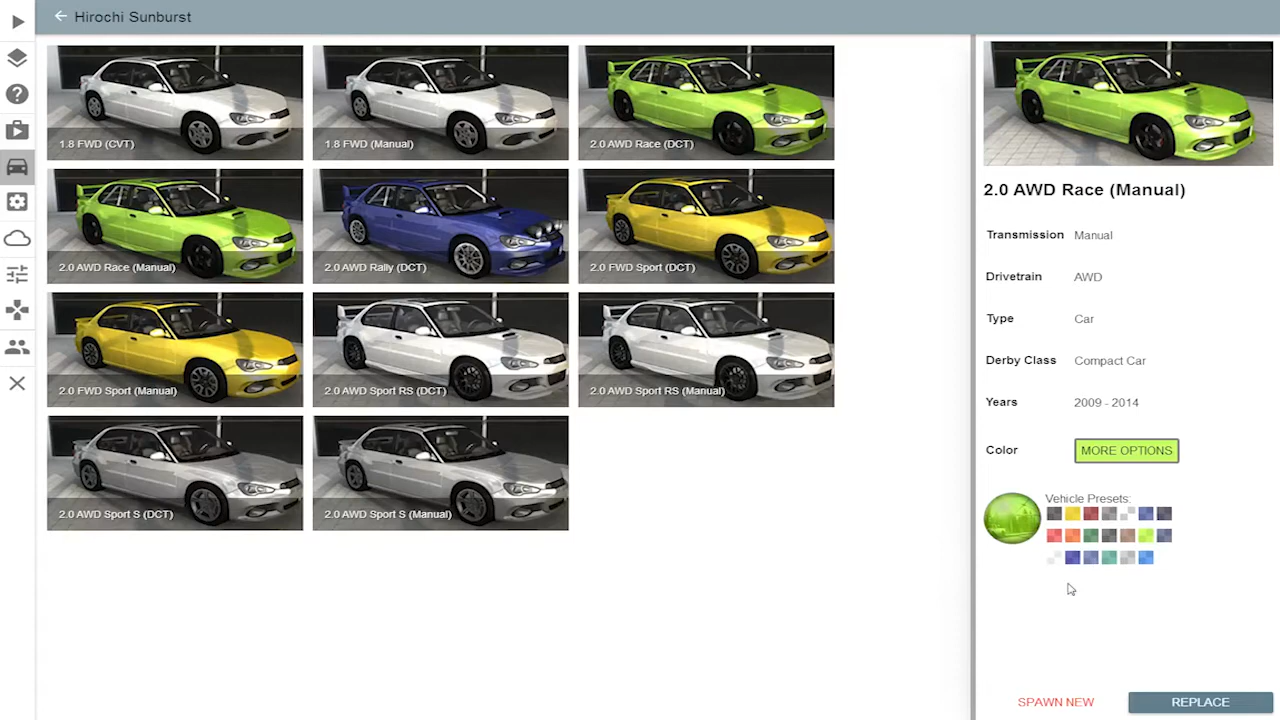 Hirochi Sunburst
1.8 FWD (CVT)
1.8 FWD (Manual)
2.0 AWD Race (DCT)
2.0 AWD Race (Manual)
2.0 AWD Rally (DCT)
2.0 FWD Sport (DCT)
2.0 FWD Sport (Manual)
2.0 AWD Sport RS (DCT)
2.0 AWD Sport RS (Manual)
2.0 AWD Sport S (DCT)
2.0 AWD Sport S (Manual)
2.0 AWD Race (Manual)
Transmission Manual
Drivetrain AWD
Type Car
Derby Class Compact Car
Years 2009 - 2014
Color MORE OPTIONS
Vehicle Presets:
SPAWN NEW REPLACE